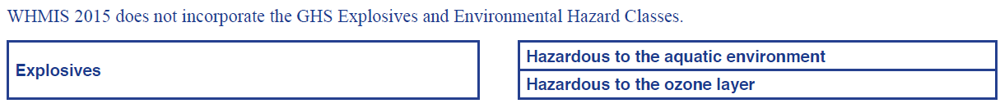 WHMIS 2015 does not incorporate the GHS Explosives and Environmental Hazard Classes.
Explosives
Hazardous to the aquatic environment
Hazardous to the ozone layer